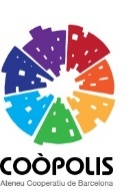 COÒPOLIS
Ateneu Cooperatiu de Barcelona